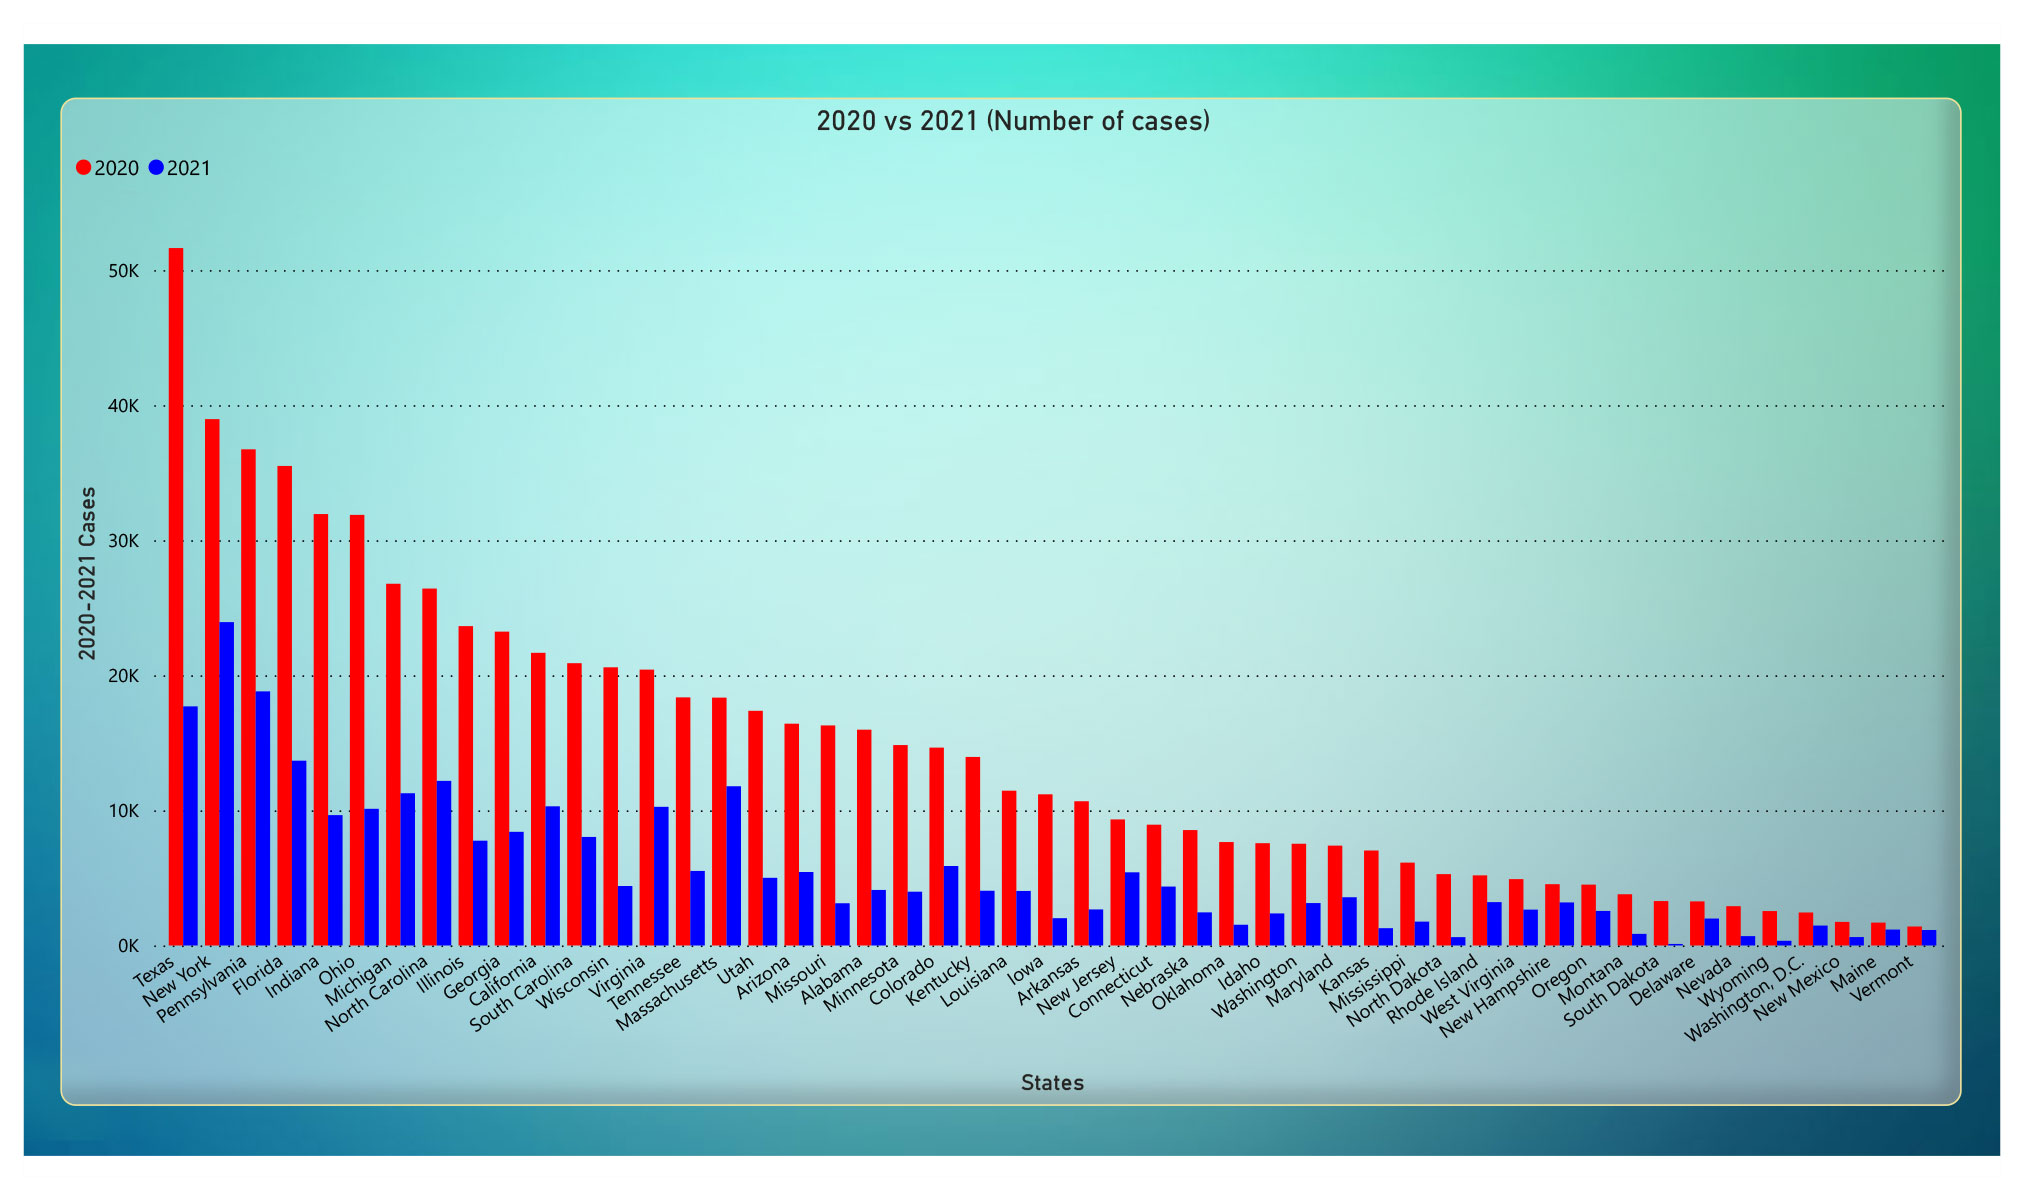 2020 vs 2021 (Number of cases)
2020 2021
2020-2021 Cases
50K
40K
30K
20K
10K
0K
Texas
New York
Pennsylvania
Florida
Indiana
Ohio
Michigan
North Carolina
Illinois
Georgia
California
South Carolina
Wisconsin
Virginia
Tennessee
Massachusetts
Utah
Arizona
Missouri
Alabama
Minnesota
Colorado
Kentucky
Louisiana
Iowa
Arkansas
New Jersey
Connecticut
Nebraska
Oklahoma
Idaho
Washington
Maryland
Kansas
Mississippi
North Dakota
Rhode Island
West Virginia
New Hampshire
Oregon
Montana
South Dakota
Delaware
Nevada
Wyoming
Washington, D.C.
New Mexico
Maine
Vermont
States